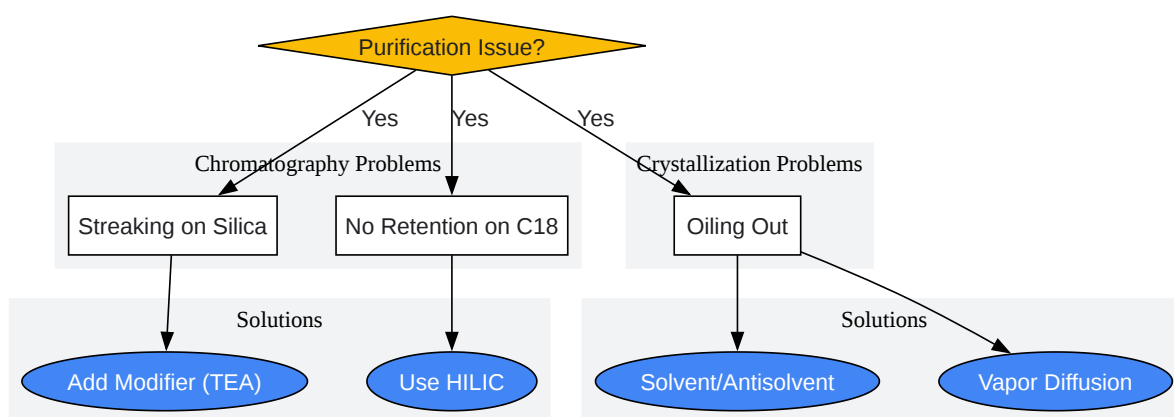 Purification Issue?
Yes
Yes
Yes
Chromatography Problems
Crystallization Problems
Streaking on Silica
No Retention on C18
Oiling Out
Solutions
Solutions
Add Modifier (TEA)
Use HILIC
Solvent/Antisolvent
Vapor Diffusion